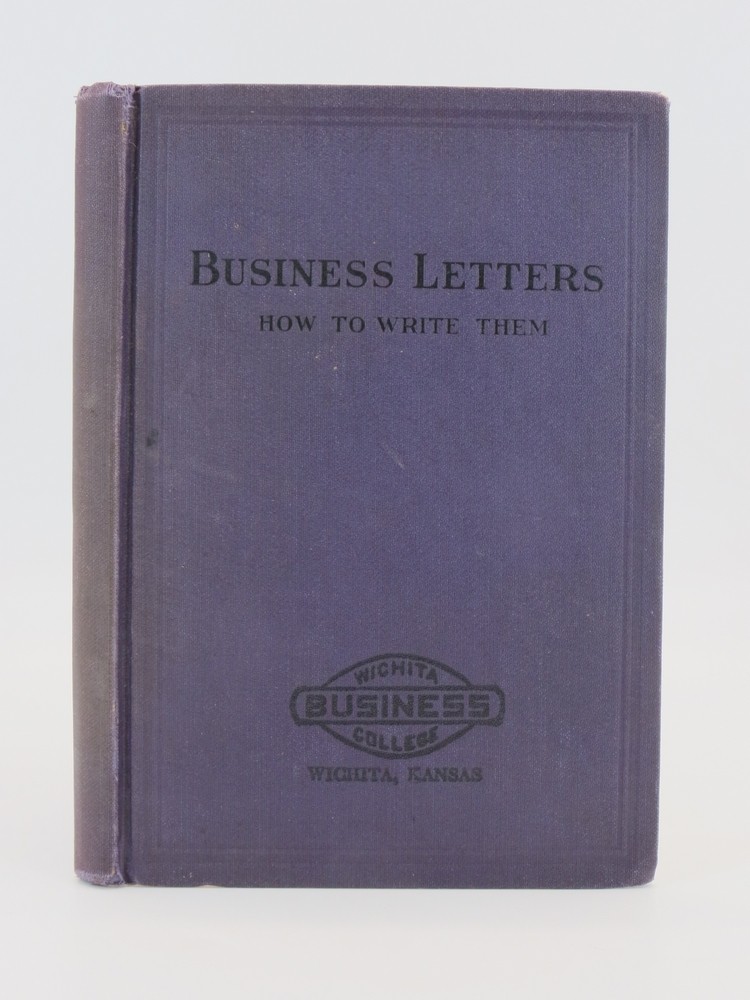 BUSINESS LETTERS
HOW TO WRITE THEM
WICHITA
BUSINESS
COLLEGE
WICHITA, KANSAS